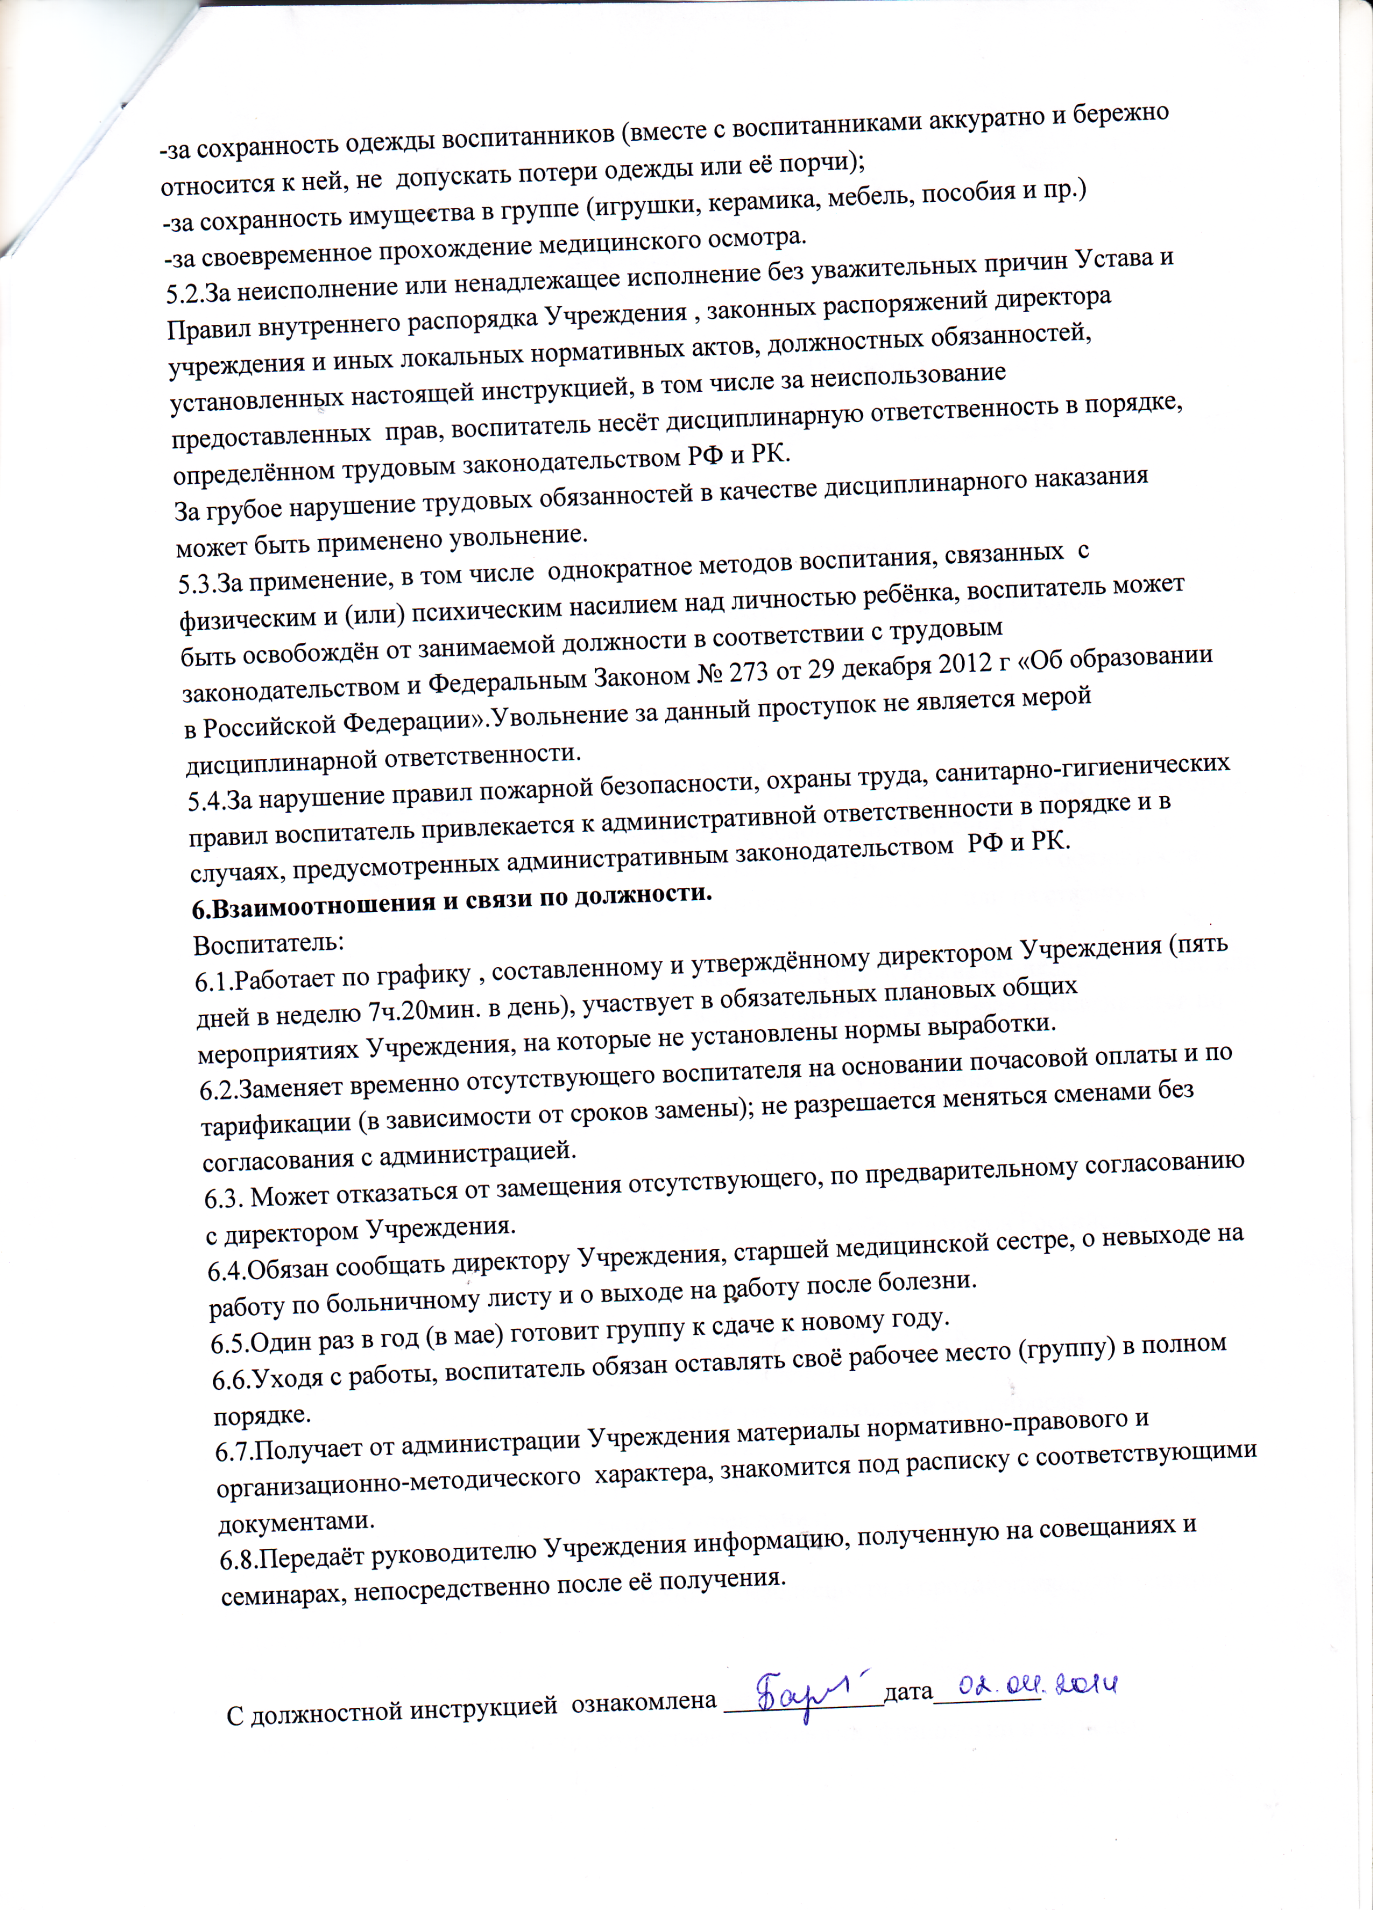 -за сохранность одежды воспитанников (вместе с воспитанниками аккуратно и бережно
относится к ней, не допускать потери одежды или её порчи);
-за сохранность имущества в группе (игрушки, керамика, мебель, пособия и пр.)
-за своевременное прохождение медицинского осмотра.
5.2.За неисполнение или ненадлежащее исполнение без уважительных причин Устава и
Правил внутреннего распорядка Учреждения , законных распоряжений директора
учреждения и иных локальных нормативных актов, должностных обязанностей,
установленных настоящей инструкцией, в том числе за неиспользование
предоставленных прав, воспитатель несёт дисциплинарную ответственность в порядке,
определённом трудовым законодательством РФ и РК.
За грубое нарушение трудовых обязанностей в качестве дисциплинарного наказания
может быть применено увольнение.
5.3.За применение, в том числе однократное методов воспитания, связанных с
физическим и (или) психическим насилием над личностью ребёнка, воспитатель может
быть освобождён от занимаемой должности в соответствии с трудовым
законодательством и Федеральным Законом № 273 от 29 декабря 2012 г «Об образовании
в Российской Федерации».Увольнение за данный проступок не является мерой
дисциплинарной ответственности.
5.4.За нарушение правил пожарной безопасности, охраны труда, санитарно-гигиенических
правил воспитатель привлекается к административной ответственности в порядке и в
случаях, предусмотренных административным законодательством РФ и РК.
6.Взаимоотношения и связи по должности.
Воспитатель:
6.1.Работает по графику , составленному и утверждённому директором Учреждения (пять
дней в неделю 7ч.20мин. в день), участвует в обязательных плановых общих
мероприятиях Учреждения, на которые не установлены нормы выработки.
6.2.Заменяет временно отсутствующего воспитателя на основании почасовой оплаты и по
тарификации (в зависимости от сроков замены); не разрешается меняться сменами без
согласования с администрацией.
6.3. Может отказаться от замещения отсутствующего, по предварительному согласованию
с директором Учреждения.
6.4.Обязан сообщать директору Учреждения, старшей медицинской сестре, о невыходе на
работу по больничному листу и о выходе на работу после болезни.
6.5.Один раз в год (в мае) готовит группу к сдаче к новому году.
6.6.Уходя с работы, воспитатель обязан оставлять своё рабочее место (группу) в полном
порядке.
6.7.Получает от администрации Учреждения материалы нормативно-правового и
организационно-методического характера, знакомится под расписку с соответствующими
документами.
6.8.Передаёт руководителю Учреждения информацию, полученную на совещаниях и
семинарах, непосредственно после её получения.
С должностной инструкцией ознакомлена дата 02.04.2014